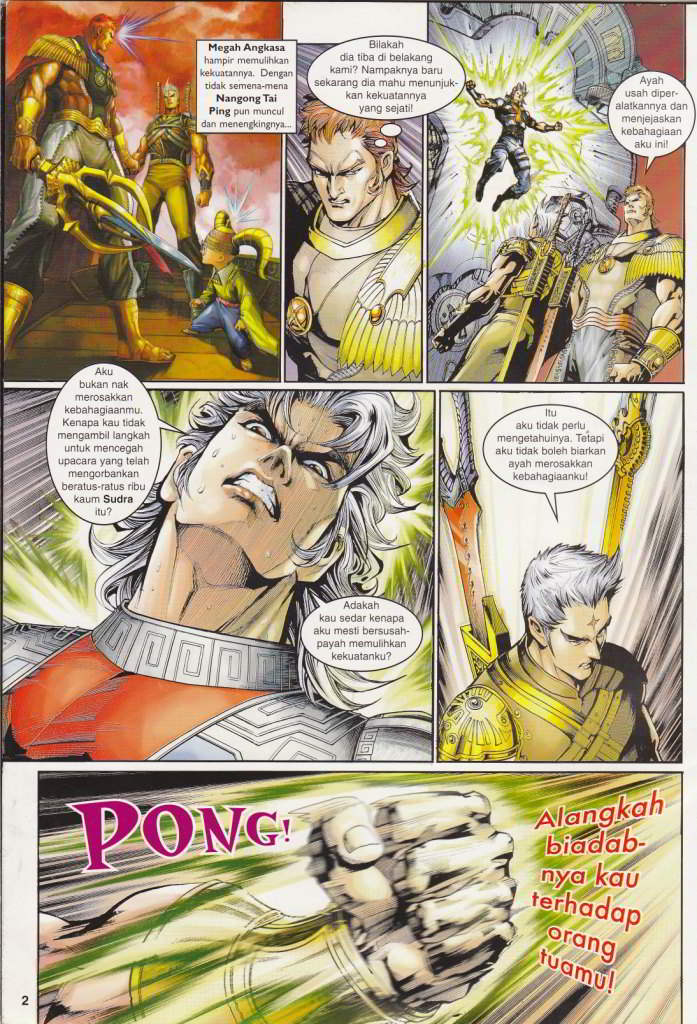 Megah Angkasa
hampir memulihkan
kekuatannya. Dengan
tidak semena-mena
Nangong Tai
Ping pun muncul
dan menengkingnya...
Bilakah
dia tiba di belakang
kami? Nampaknya baru
sekarang dia mahu menunjuk-
kan kekuatannya
yang sejati!
Ayah
usah diper-
alatkannya dan
menjejaskan
kebahagiaan
aku ini!
Aku
bukan nak
merosakkan
kebahagiaanmu.
Kenapa kau tidak
mengambil langkah
untuk mencegah
upacara yang telah
mengorbankan
beratus-ratus ribu
kaum Sudra
itu?
Adakah
kau sedar kenapa
aku mesti bersusah-
payah memulihkan
kekuatanku?
Itu
aku tidak perlu
mengetahuinya. Tetapi
aku tidak boleh biarkan
ayah merosakkan
kebahagiaanku!
PONG!
Alangkah
biadab-
nya kau
terhadap
orang
tuamu!
2